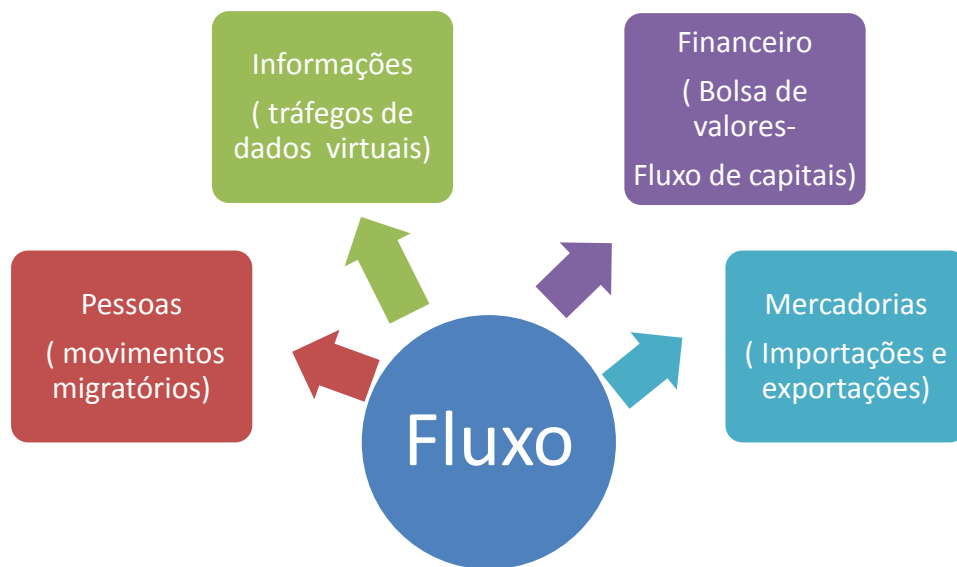 Informações
( tráfegos de
dados virtuais)
Financeiro
( Bolsa de
valores-
Fluxo de capitais)
Pessoas
( movimentos
migratórios)
Mercadorias
( Importações e
exportações)
Fluxo